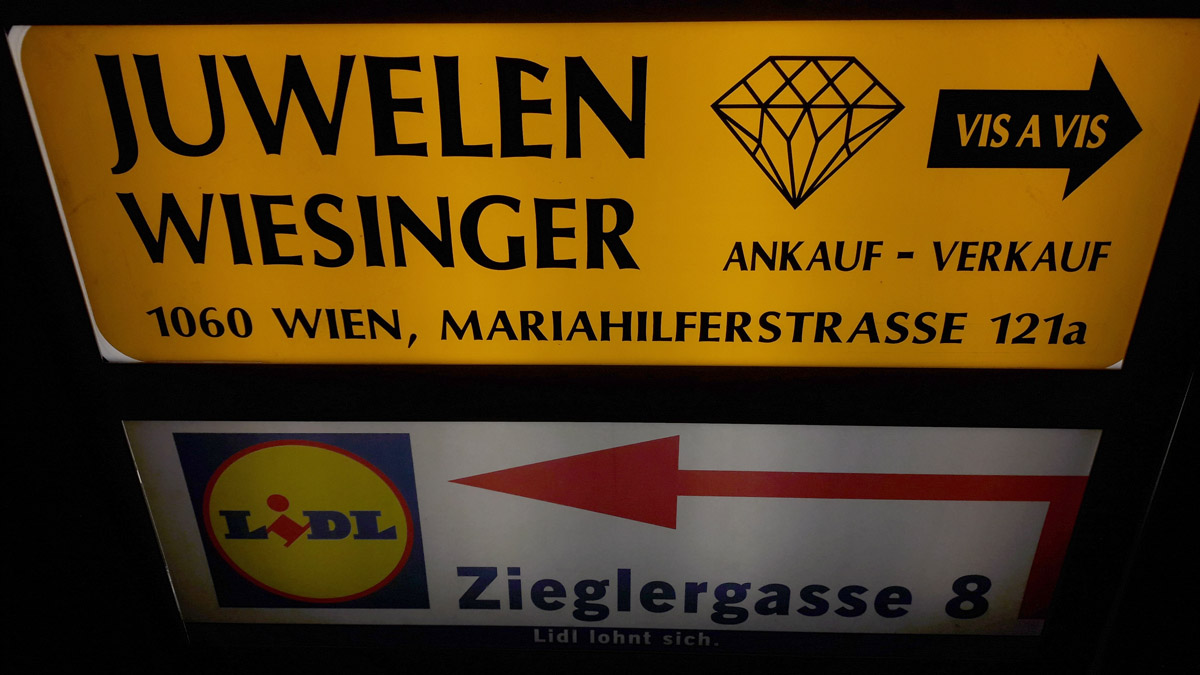 JUWELEN
WIESINGER
VIS A VIS
ANKAUF - VERKAUF
1060 WIEN, MARIAHILFERSTRASSE 121a
LiDL
Zieglergasse 8
Lidl lohnt sich.